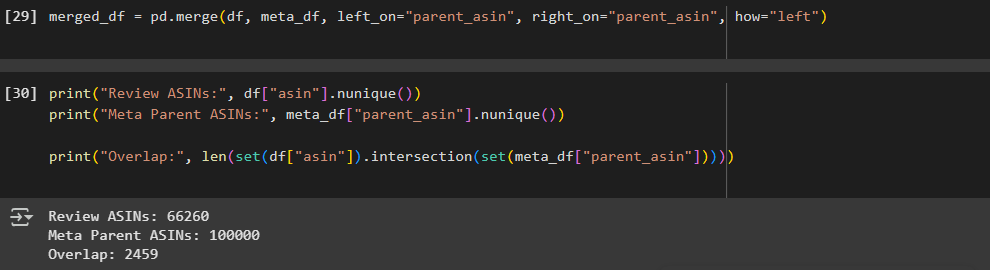 [29] merged_df = pd.merge(df, meta_df, left_on="parent_asin", right_on="parent_asin", how="left")
[30] print("Review ASINs:", df["asin"].nunique())
print("Meta Parent ASINs:", meta_df["parent_asin"].nunique())
print("Overlap:", len(set(df["asin"]).intersection(set(meta_df["parent_asin"]))))
Review ASINs: 66260
Meta Parent ASINs: 100000
Overlap: 2459